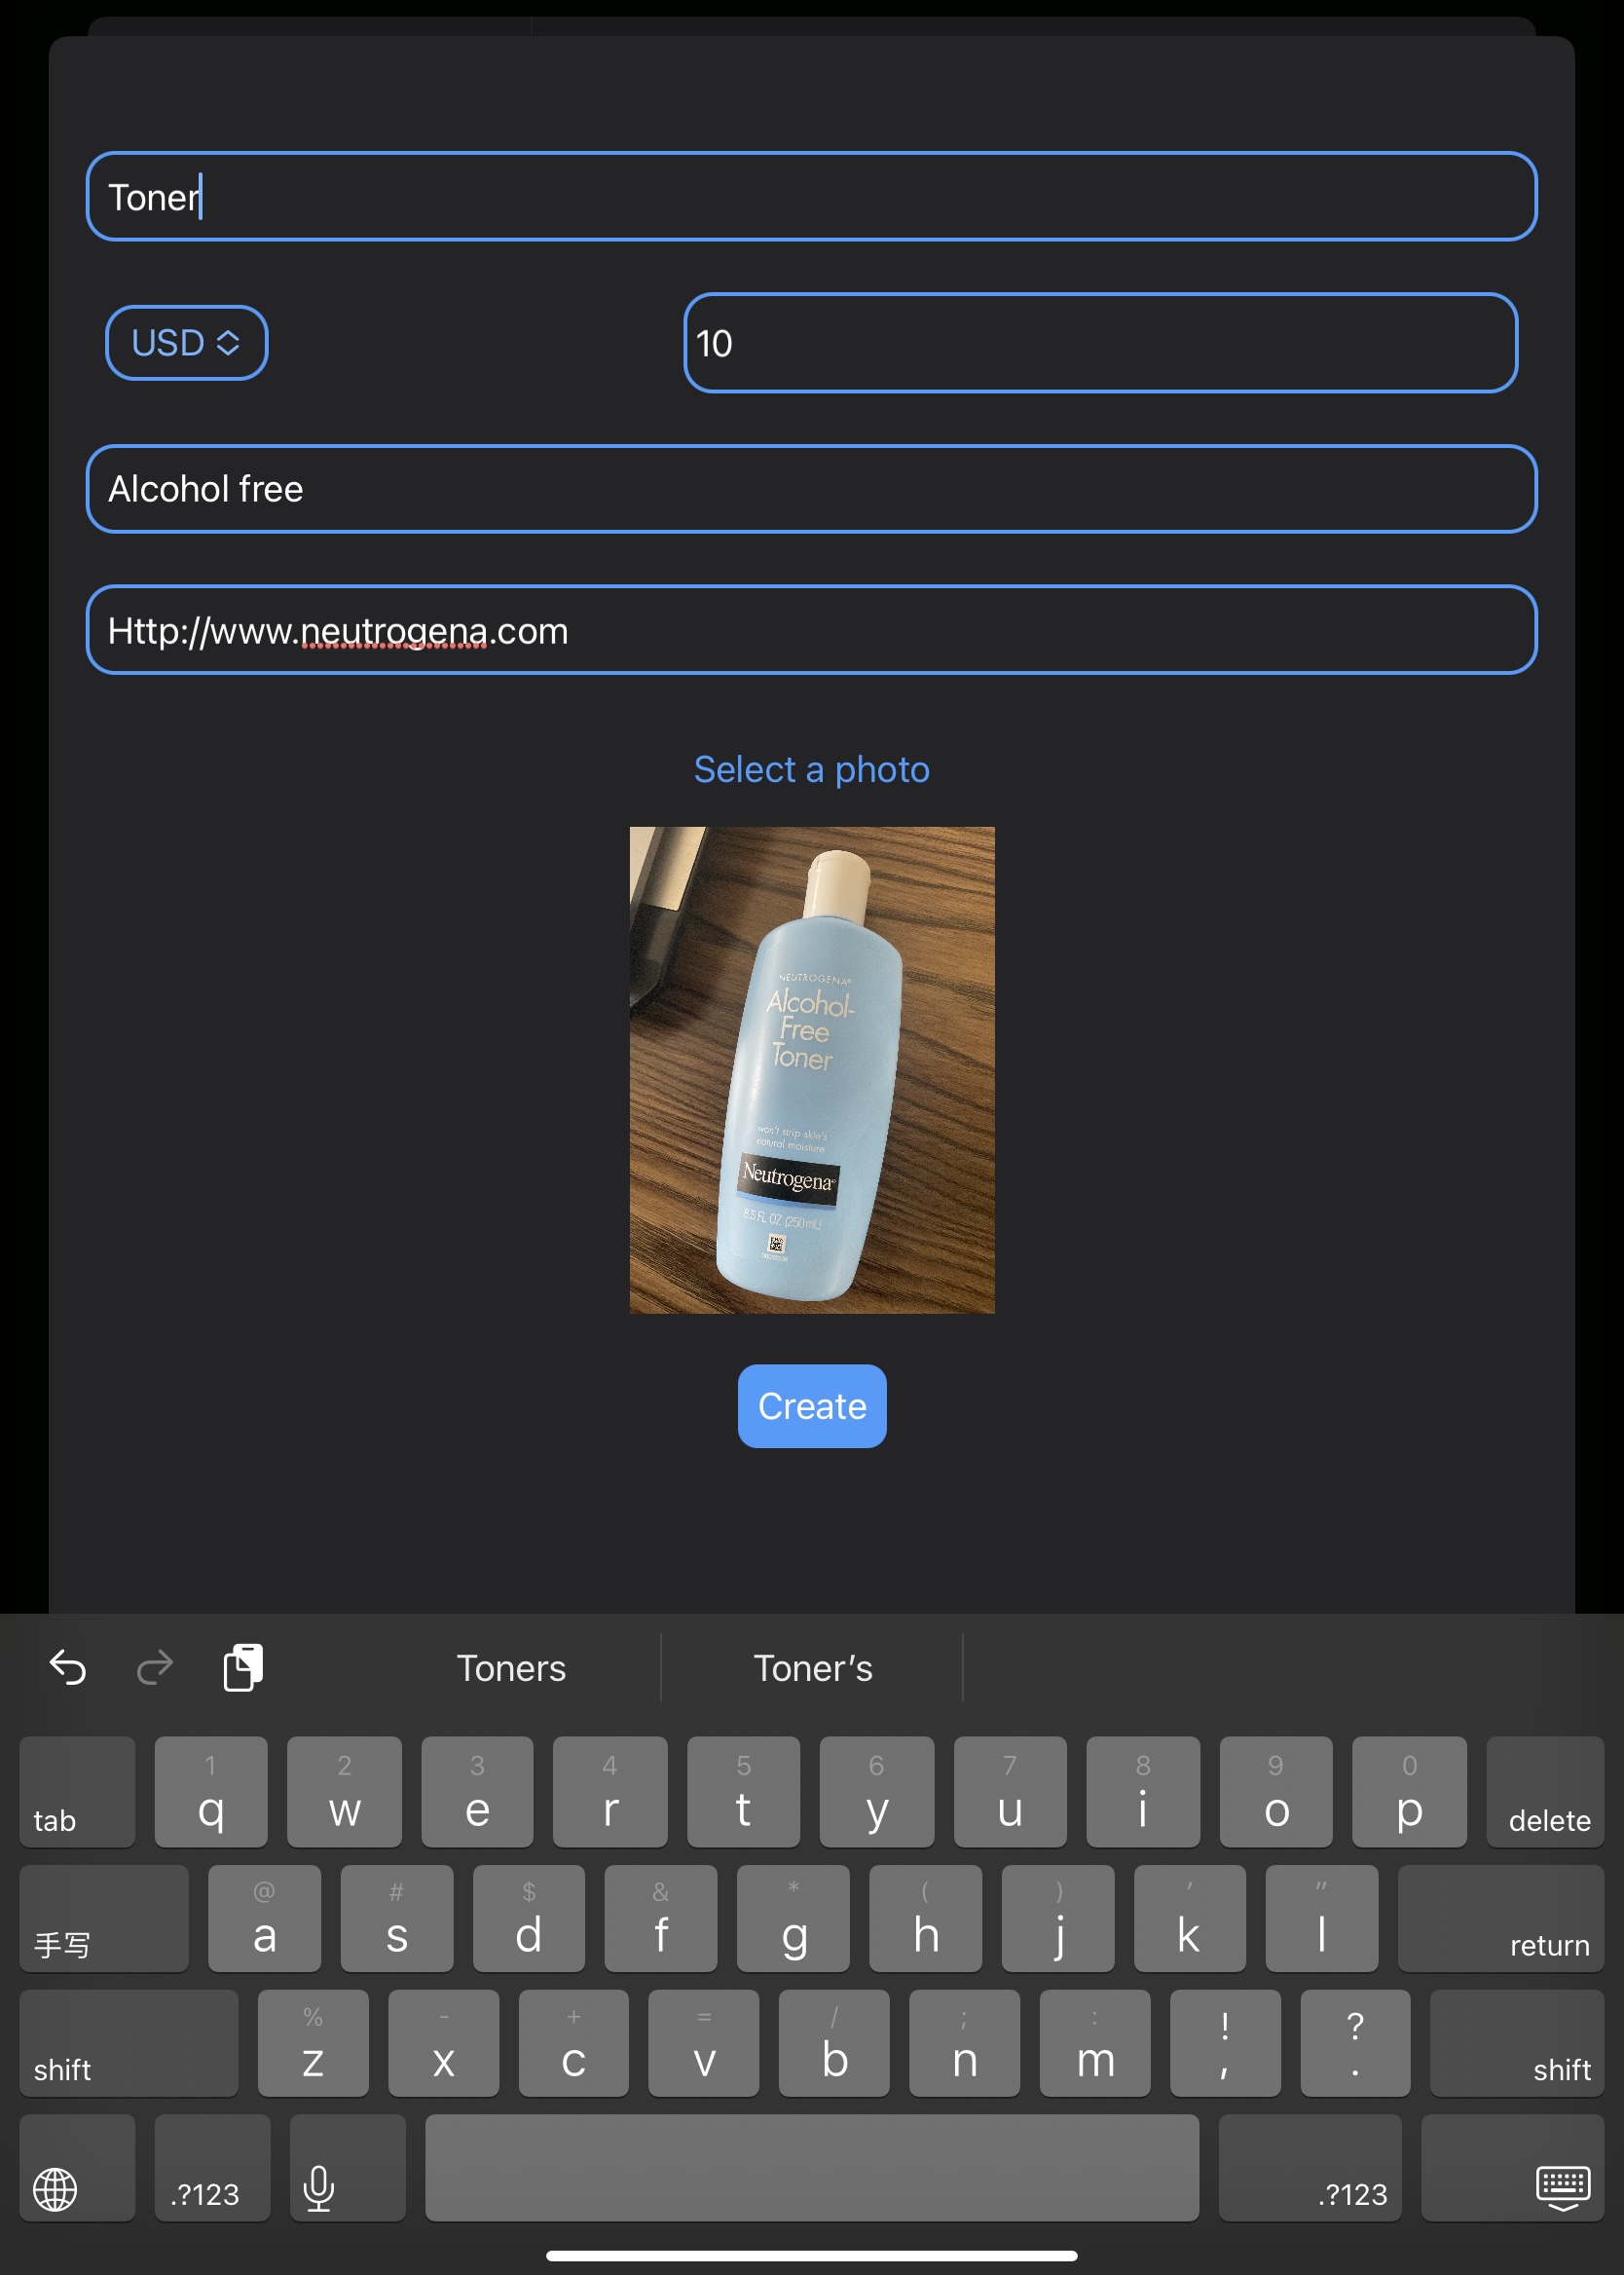 Toner
USD
10
Alcohol free
Http://www.neutrogena.com
Select a photo
NEUTROGENA®
Alcohol-
Free
Toner
won't strip skin's
natural moisture
Neutrogena®
8.5 FL OZ (250 mL)
Create
Toners
Toner’s
tab
1 2 3 4 5 6 7 8 9 0
q w e r t y u i o p
delete
手写
@ # $ & * ( ) ' "
a s d f g h j k l
return
shift
% - + = / ; : ! ?
z x c v b n m , .
shift
.?123
.?123